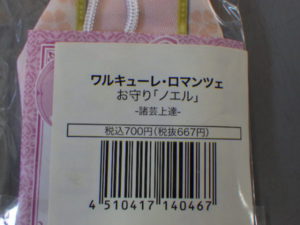 ワルキューレ・ロマンツェ
お守り「ノエル」
-諸芸上達-
税込700円(税抜667円)
4 510417 140467